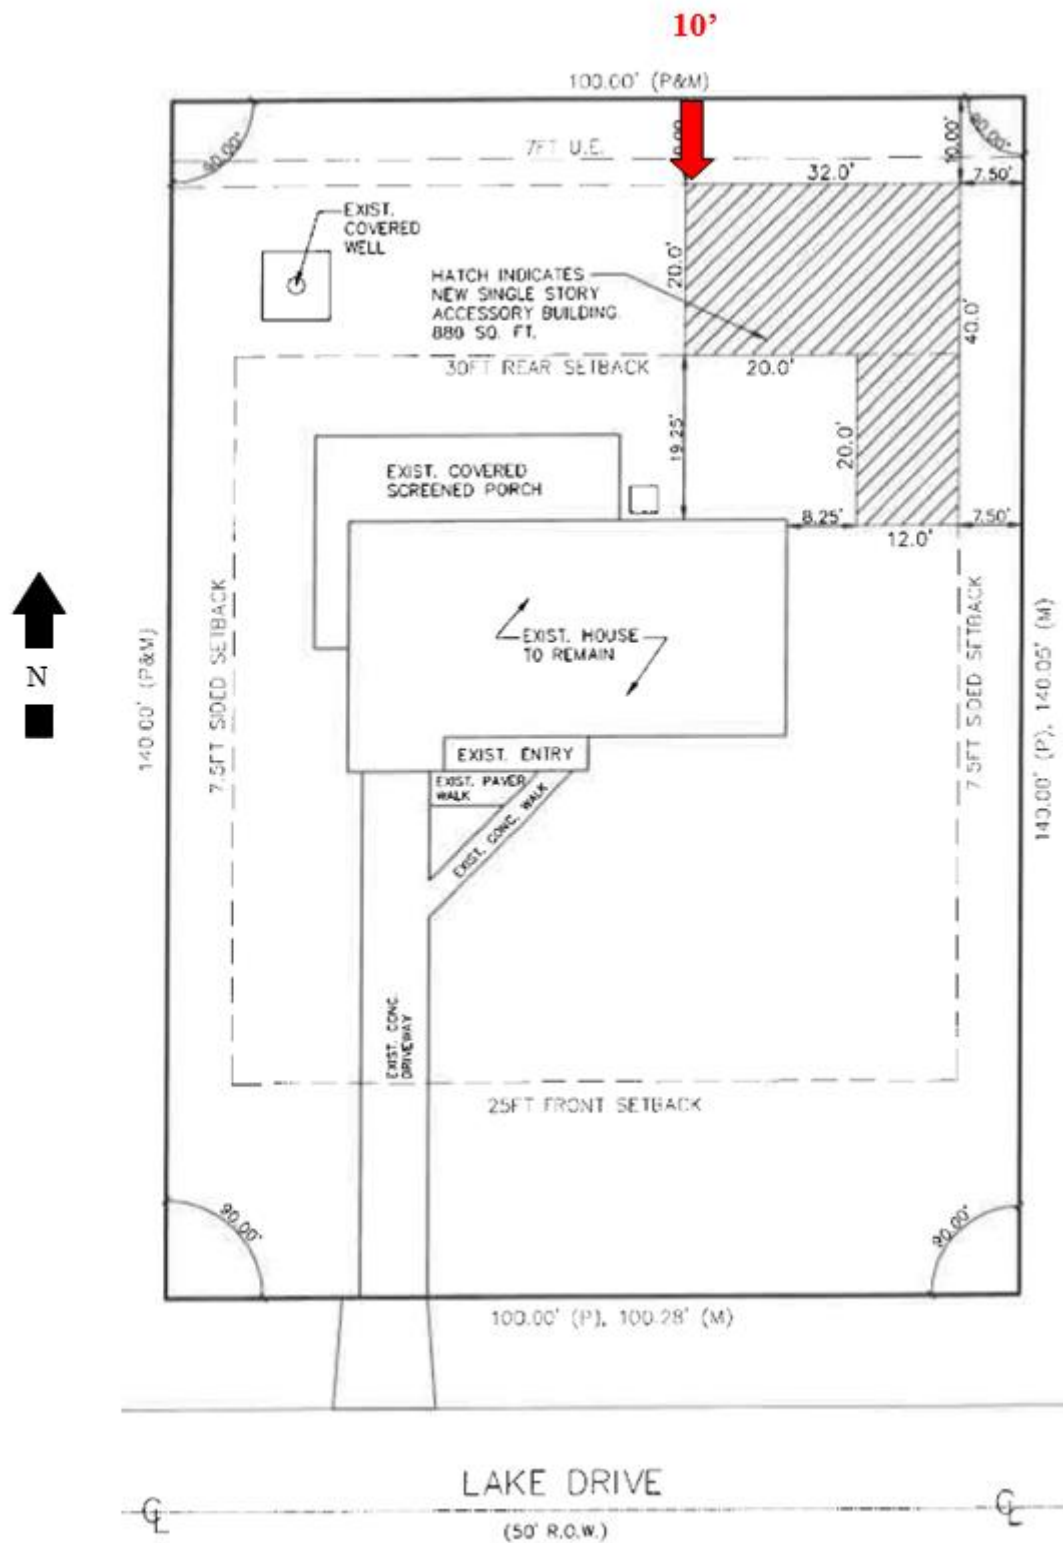 10’
100.00' (P&M)
90.00'
7FT U.E.
10.00'
90.00'
32.0'
7.50'
EXIST.
COVERED
WELL
HATCH INDICATES
NEW SINGLE STORY
ACCESSORY BUILDING.
880 SQ. FT.
20.0'
40.0'
30FT REAR SETBACK
20.0'
19.25'
20.0'
EXIST. COVERED
SCREENED PORCH
8.25'
12.0'
7.50'
N
140.00' (P&M)
7.5FT SIDED SETBACK
EXIST. HOUSE
TO REMAIN
7.5FT SIDED SETBACK
140.00' (P), 140.05' (M)
EXIST. ENTRY
EXIST. PAVER
WALK
EXIST. CONC. WALK
EXIST. CONC.
DRIVEWAY
25FT FRONT SETBACK
90.00'
90.00'
100.00' (P), 100.28' (M)
LAKE DRIVE
(50' R.O.W.)